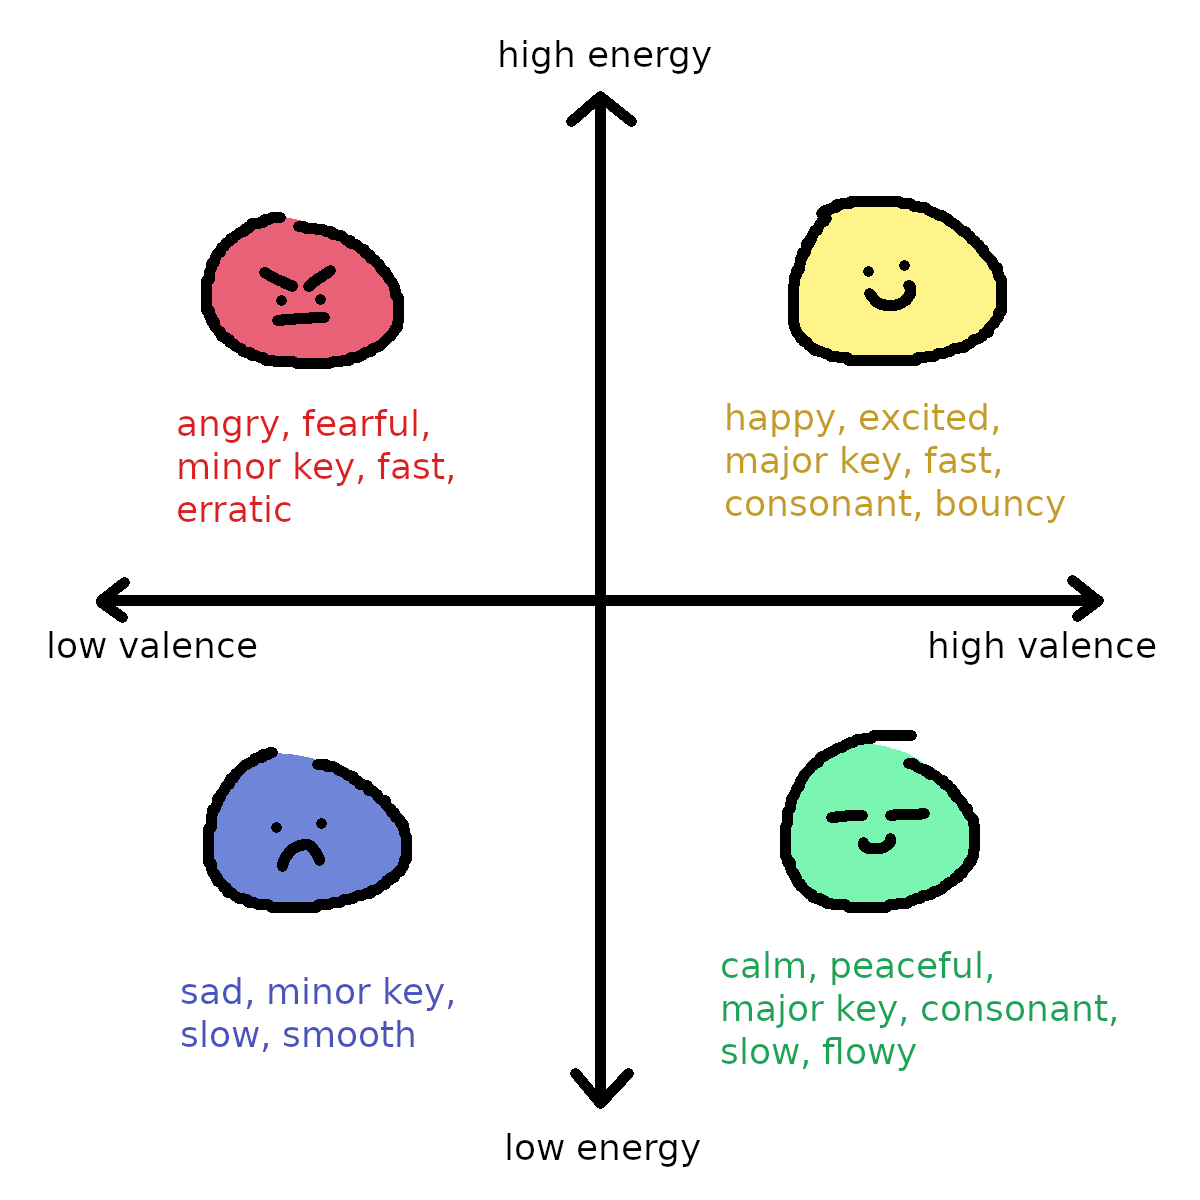 high energy
angry, fearful,
minor key, fast,
erratic
happy, excited,
major key, fast,
consonant, bouncy
low valence
high valence
sad, minor key,
slow, smooth
calm, peaceful,
major key, consonant,
slow, flowy
low energy